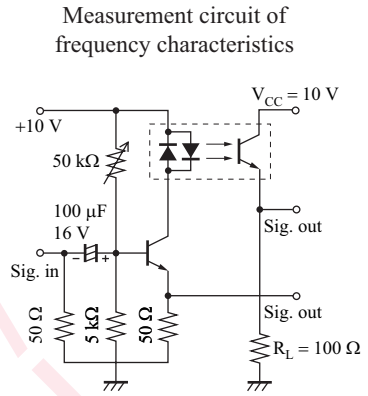 Measurement circuit of
frequency characteristics
V_CC = 10 V
+10 V
50 kΩ
100 μF
16 V
− +
Sig. in
Sig. out
Sig. out
50 Ω
5 kΩ
50 Ω
R_L = 100 Ω